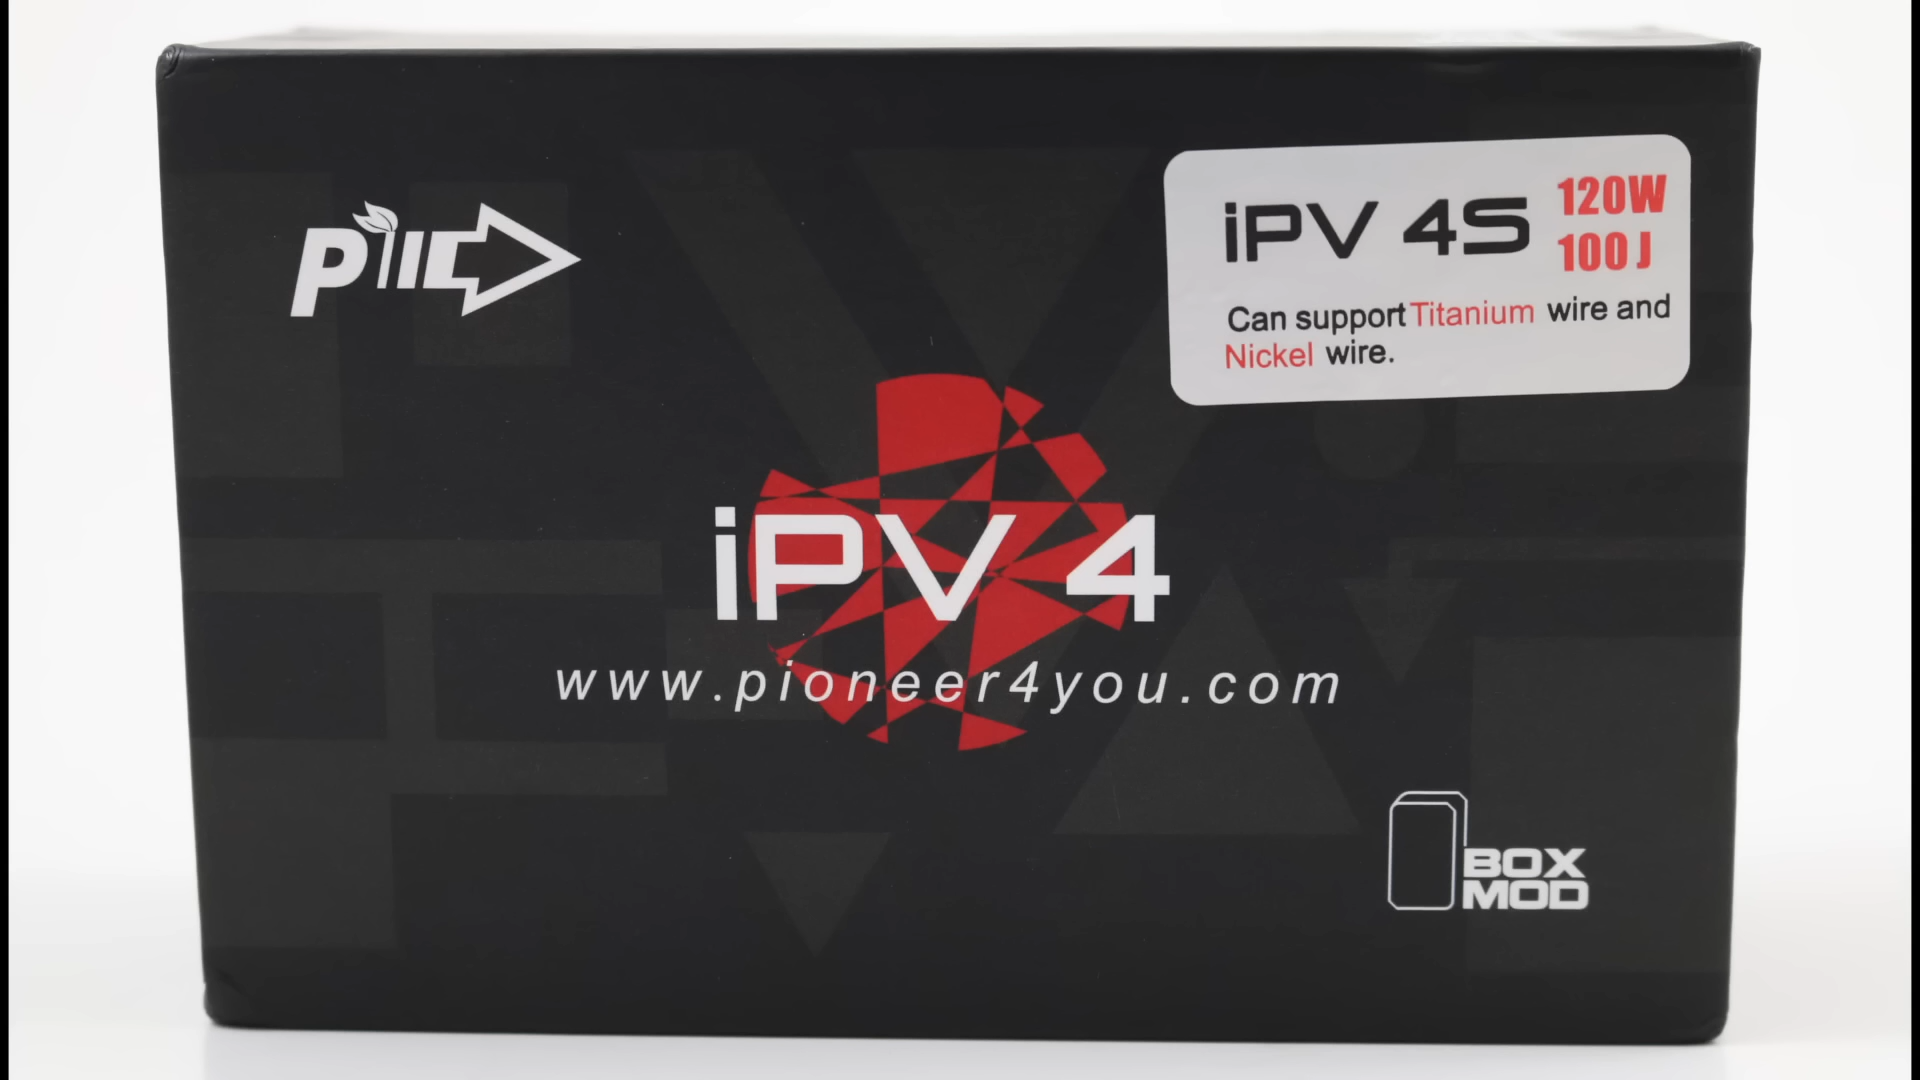 iPV 4S 120W
100 J
Can support Titanium wire and
Nickel wire.
iPV 4
www.pioneer4you.com
BOX
MOD